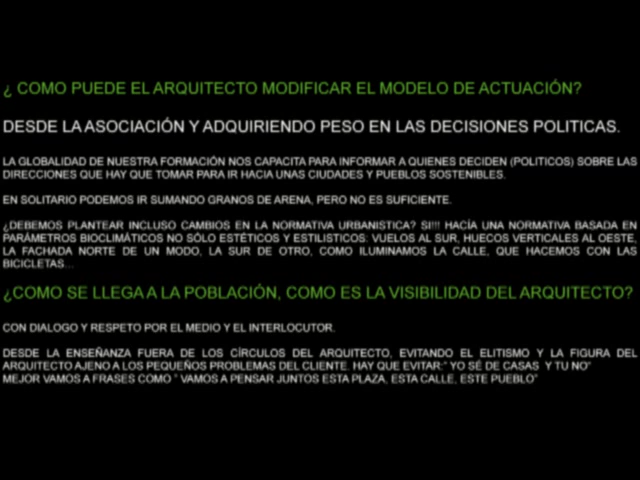 ¿ COMO PUEDE EL ARQUITECTO MODIFICAR EL MODELO DE ACTUACIÓN?
DESDE LA ASOCIACIÓN Y ADQUIRIENDO PESO EN LAS DECISIONES POLITICAS.
LA GLOBALIDAD DE NUESTRA FORMACIÓN NOS CAPACITA PARA INFORMAR A QUIENES DECIDEN (POLITICOS) SOBRE LAS
DIRECCIONES QUE HAY QUE TOMAR PARA IR HACIA UNAS CIUDADES Y PUEBLOS SOSTENIBLES.
EN SOLITARIO PODEMOS IR SUMANDO GRANOS DE ARENA, PERO NO ES SUFICIENTE.
¿DEBEMOS PLANTEAR INCLUSO CAMBIOS EN LA NORMATIVA URBANISTICA? SI!!! HACÍA UNA NORMATIVA BASADA EN
PARÁMETROS BIOCLIMÁTICOS NO SÓLO ESTÉTICOS Y ESTILISTICOS: VUELOS AL SUR, HUECOS VERTICALES AL OESTE,
LA FACHADA NORTE DE UN MODO, LA SUR DE OTRO, COMO ILUMINAMOS LA CALLE, QUE HACEMOS CON LAS
BICICLETAS...
¿COMO SE LLEGA A LA POBLACIÓN, COMO ES LA VISIBILIDAD DEL ARQUITECTO?
CON DIALOGO Y RESPETO POR EL MEDIO Y EL INTERLOCUTOR.
DESDE LA ENSEÑANZA FUERA DE LOS CÍRCULOS DEL ARQUITECTO, EVITANDO EL ELITISMO Y LA FIGURA DEL
ARQUITECTO AJENO A LOS PEQUEÑOS PROBLEMAS DEL CLIENTE. HAY QUE EVITAR:" YO SÉ DE CASAS Y TU NO"
MEJOR VAMOS A FRASES COMO " VAMOS A PENSAR JUNTOS ESTA PLAZA, ESTA CALLE, ESTE PUEBLO"